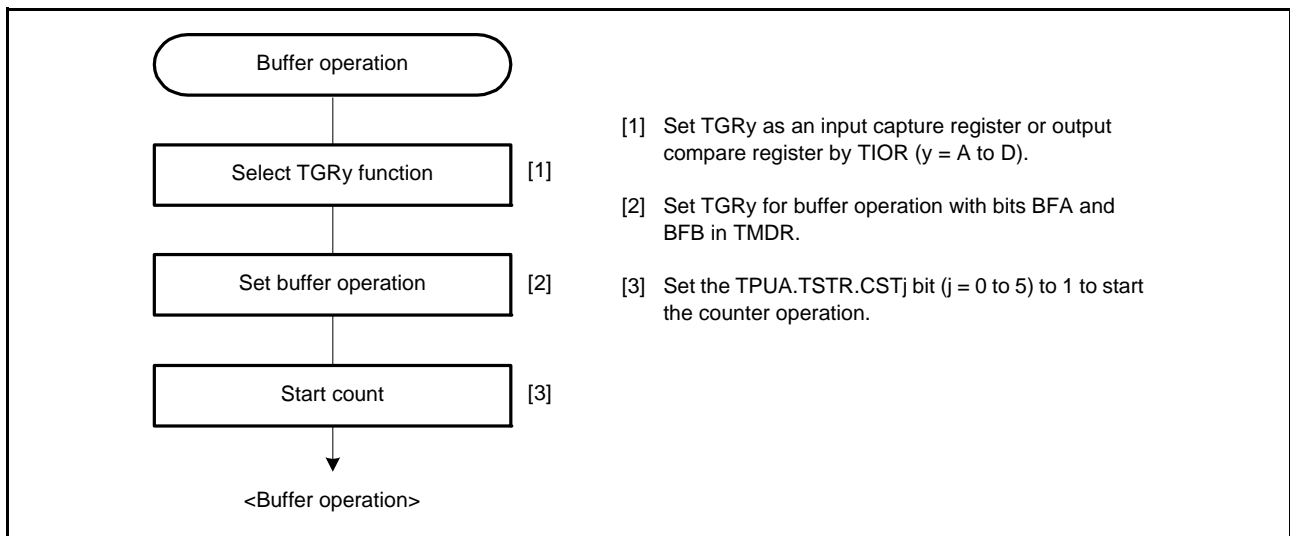 Buffer operation
Select TGRy function
[1]
Set buffer operation
[2]
Start count
[3]
<Buffer operation>
[1] Set TGRy as an input capture register or output
compare register by TIOR (y = A to D).
[2] Set TGRy for buffer operation with bits BFA and
BFB in TMDR.
[3] Set the TPUA.TSTR.CSTj bit (j = 0 to 5) to 1 to start
the counter operation.